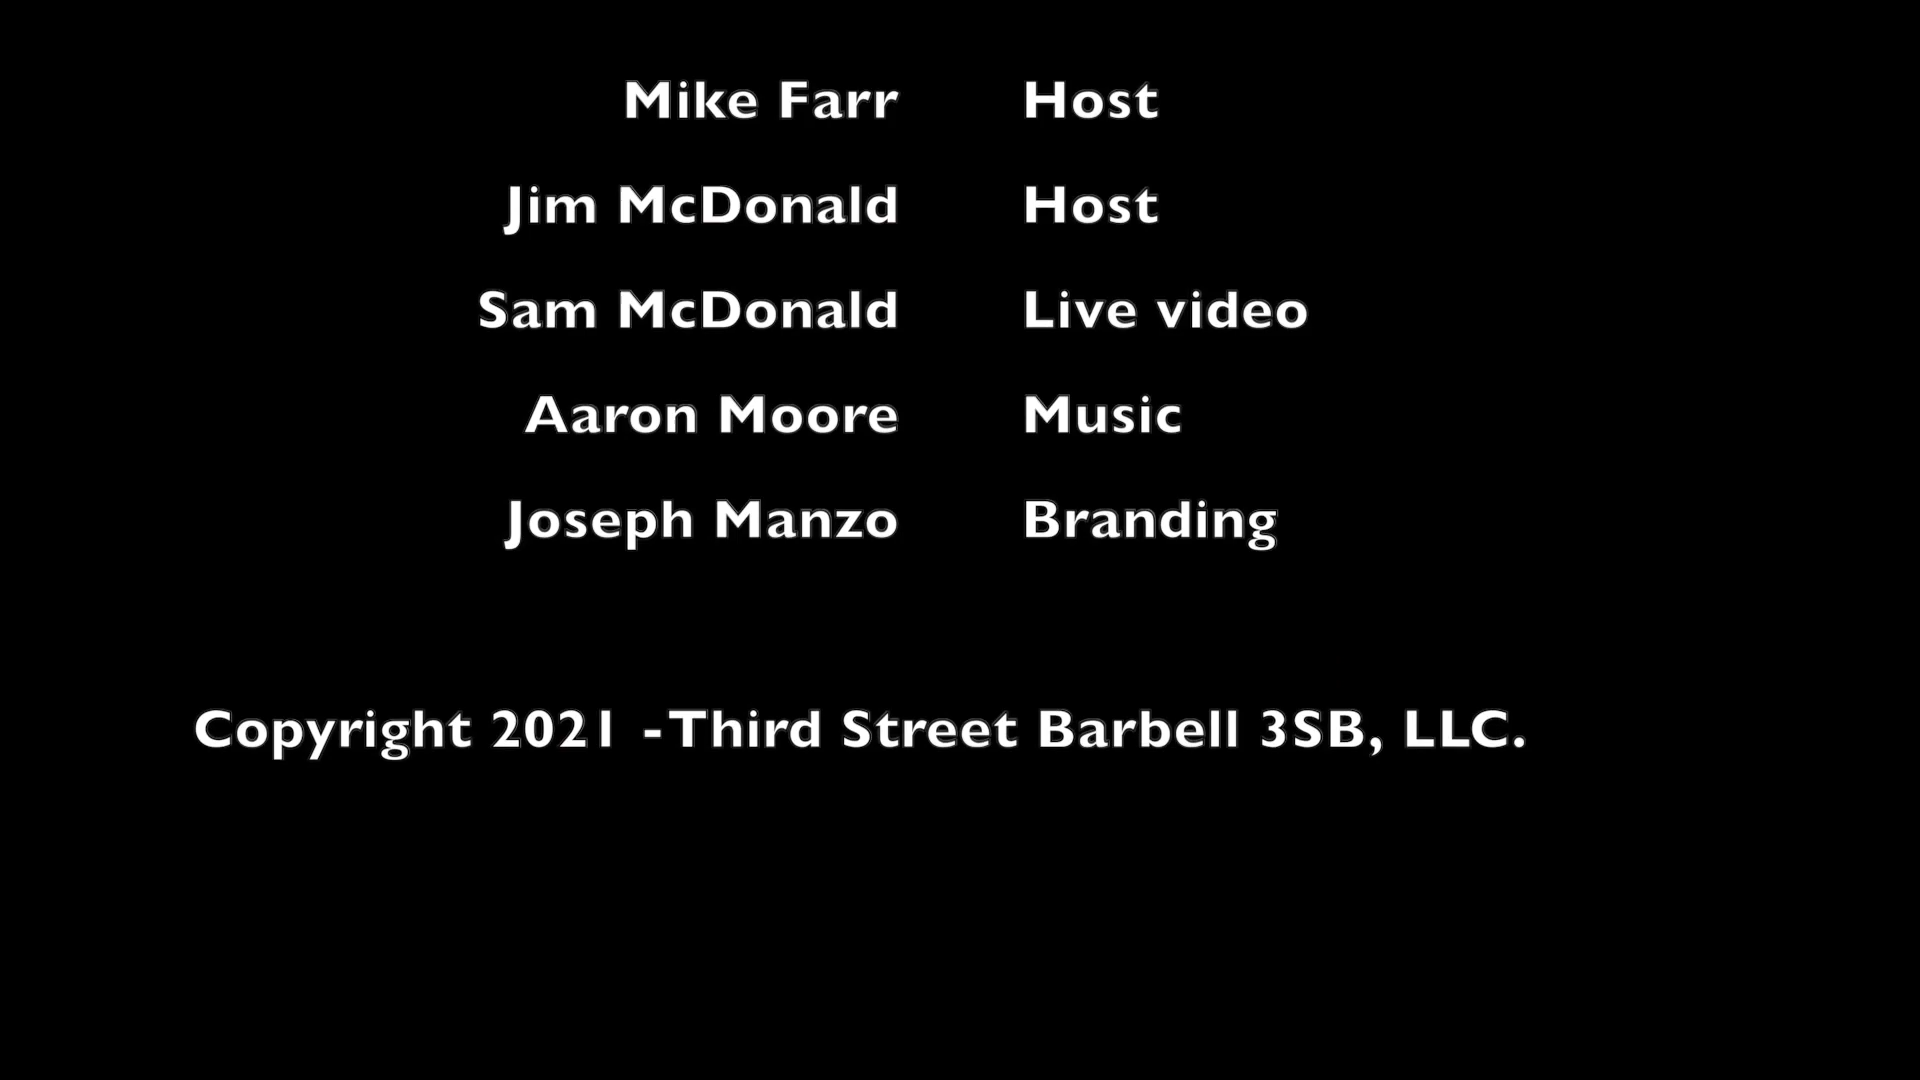 Mike Farr Host
Jim McDonald Host
Sam McDonald Live video
Aaron Moore Music
Joseph Manzo Branding
Copyright 2021 - Third Street Barbell 3SB, LLC.